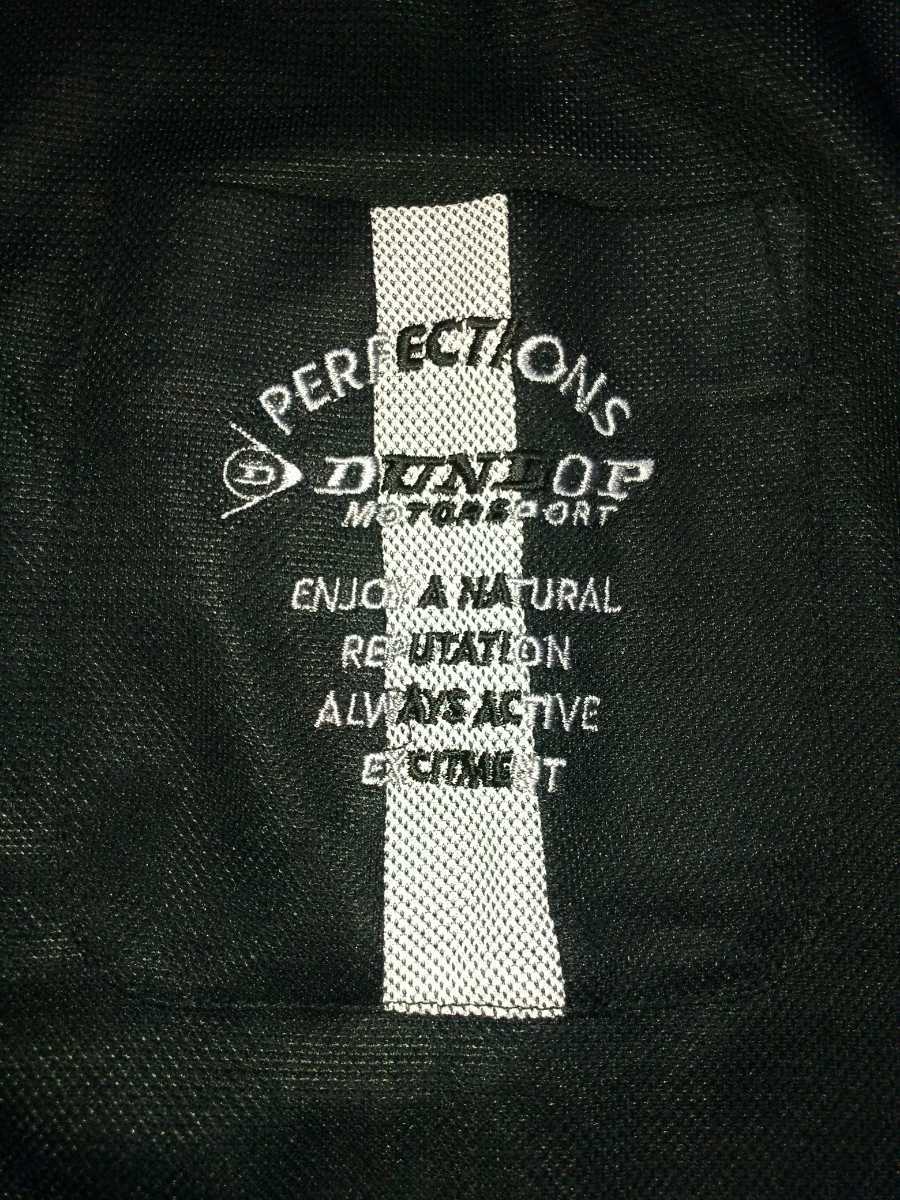 PERFECTIONS
D DUNLOP
MOTORSPORT
ENJOY A NATURAL
REPUTATION
ALWAYS ACTIVE
EXCITMENT